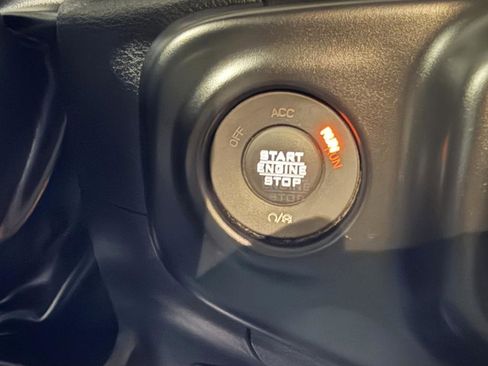 ACC
OFF
RUN
START
ENGINE
STOP